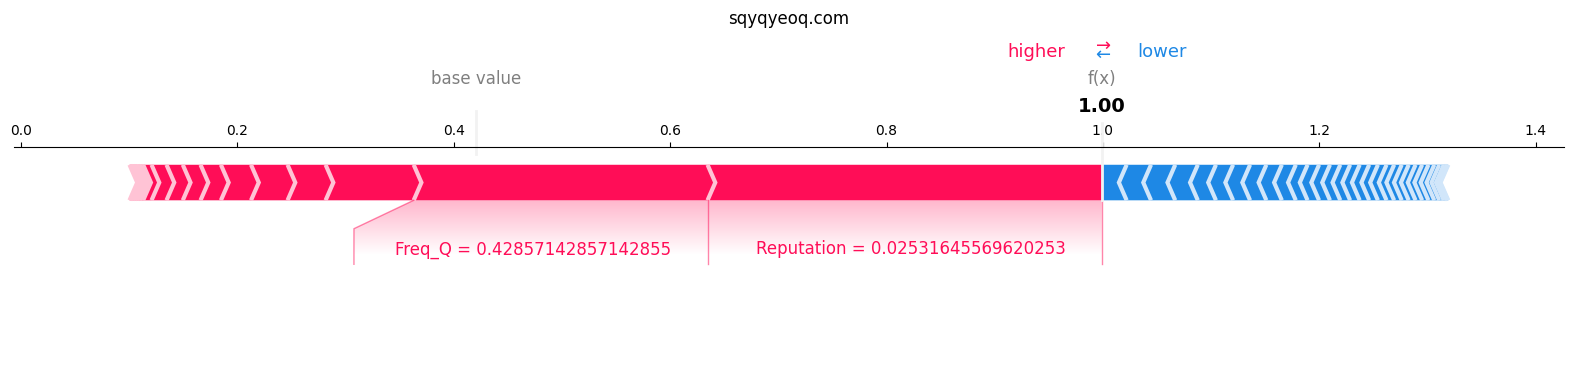 sqyqyeoq.com
higher ⇄ lower
base value f(x)
1.00
0.0 0.2 0.4 0.6 0.8 1.0 1.2 1.4
Freq_Q = 0.42857142857142855 Reputation = 0.02531645569620253